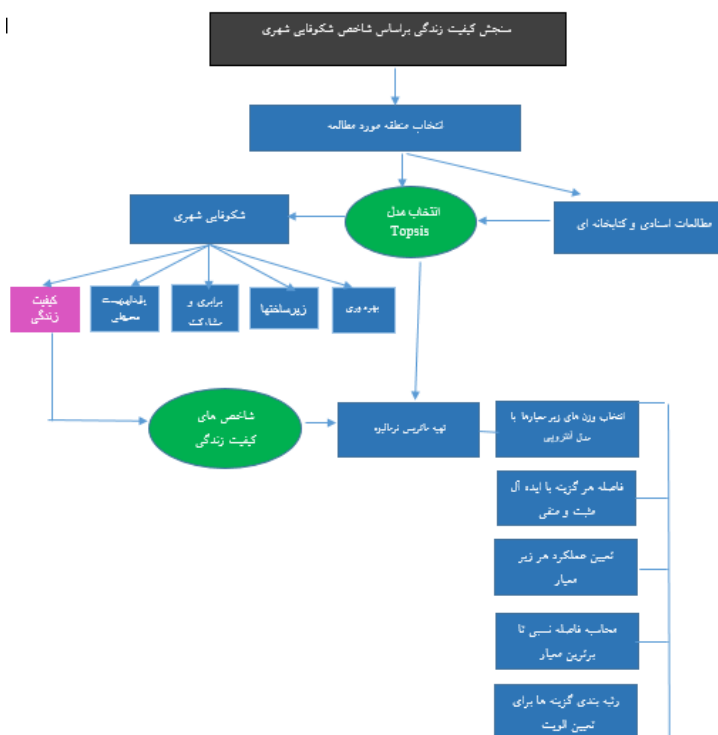 سنجش کیفیت زندگی براساس شاخص شکوفایی شهری
انتخاب منطقه مورد مطالعه
انتخاب مدل
Topsis
مطالعات اسنادی و کتابخانه ای
شکوفایی شهری
کیفیت
زندگی
محیطی
برابری و
مشارکت
زیرساختها
بهره وری
شاخص های
کیفیت زندگی
تهیه ماتریس نرمالیزه
انتخاب وزن های زیر معیارها با
مدل آنتروپی
فاصله هر گزینه با ایده آل
مثبت و منفی
تعیین عملکرد هر زیر
معیار
محاسبه فاصله نسبی تا
برترین معیار
رتبه بندی گزینه ها برای
تعیین الویت